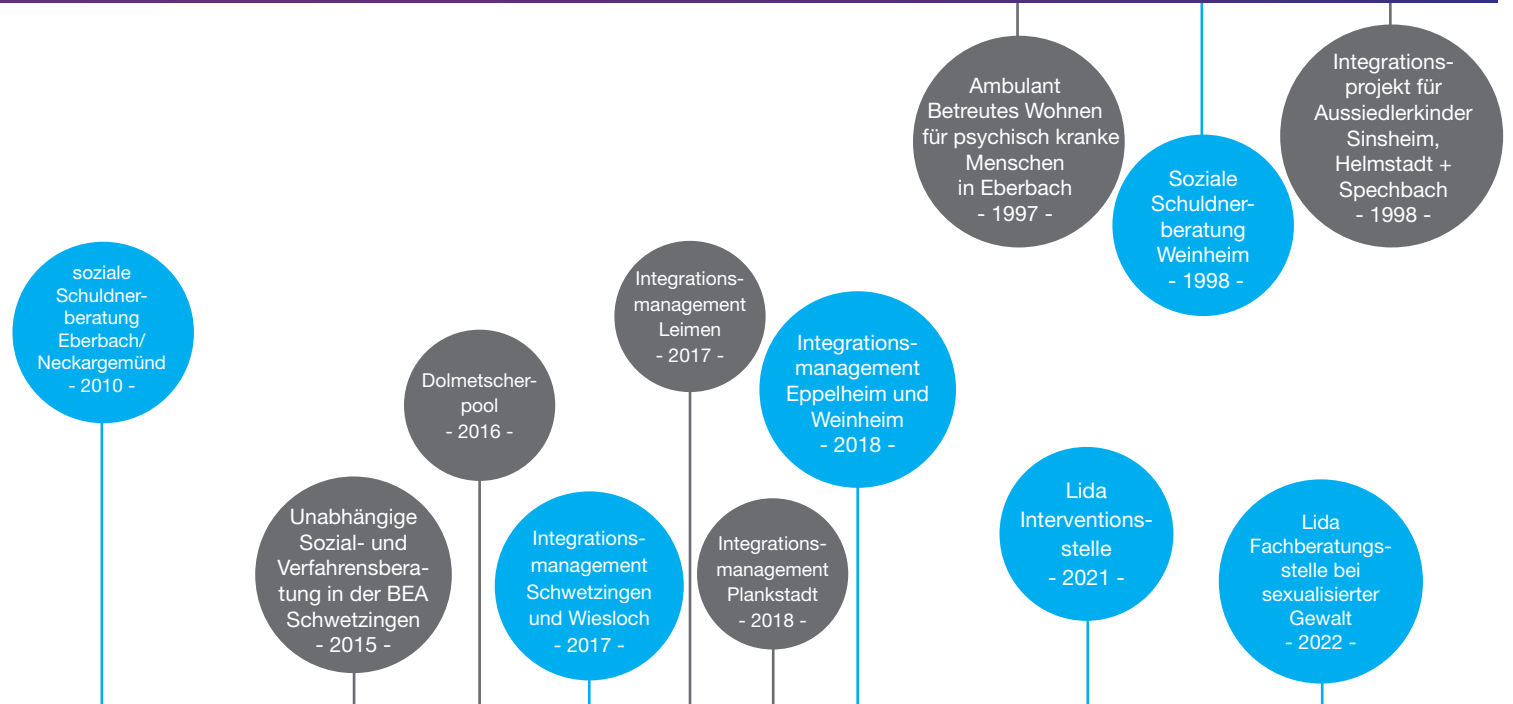 Ambulant
Betreutes Wohnen
für psychisch kranke
Menschen
in Eberbach
- 1997 -
Soziale
Schuldner-
beratung
Weinheim
- 1998 -
Integrations-
projekt für
Aussiedlerkinder
Sinsheim,
Helmstadt +
Spechbach
- 1998 -
soziale
Schuldner-
beratung
Eberbach/
Neckargemünd
- 2010 -
Unabhängige
Sozial- und
Verfahrensbera-
tung in der BEA
Schwetzingen
- 2015 -
Dolmetscher-
pool
- 2016 -
Integrations-
management
Schwetzingen
und Wiesloch
- 2017 -
Integrations-
management
Leimen
- 2017 -
Integrations-
management
Plankstadt
- 2018 -
Integrations-
management
Eppelheim und
Weinheim
- 2018 -
Lida
Interventions-
stelle
- 2021 -
Lida
Fachberatungs-
stelle bei
sexualisierter
Gewalt
- 2022 -